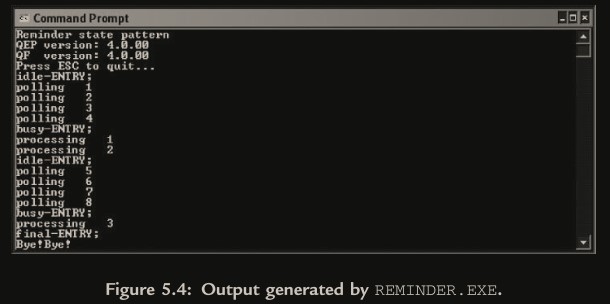 Command Prompt
Reminder state pattern
QEP version: 4.0.00
QF  version: 4.0.00
Press ESC to quit...
idle-ENTRY;
polling   1
polling   2
polling   3
polling   4
busy-ENTRY;
processing   1
processing   2
idle-ENTRY;
polling   5
polling   6
polling   7
polling   8
busy-ENTRY;
processing   3
final-ENTRY;
Bye!Bye!
Figure 5.4: Output generated by REMINDER.EXE.